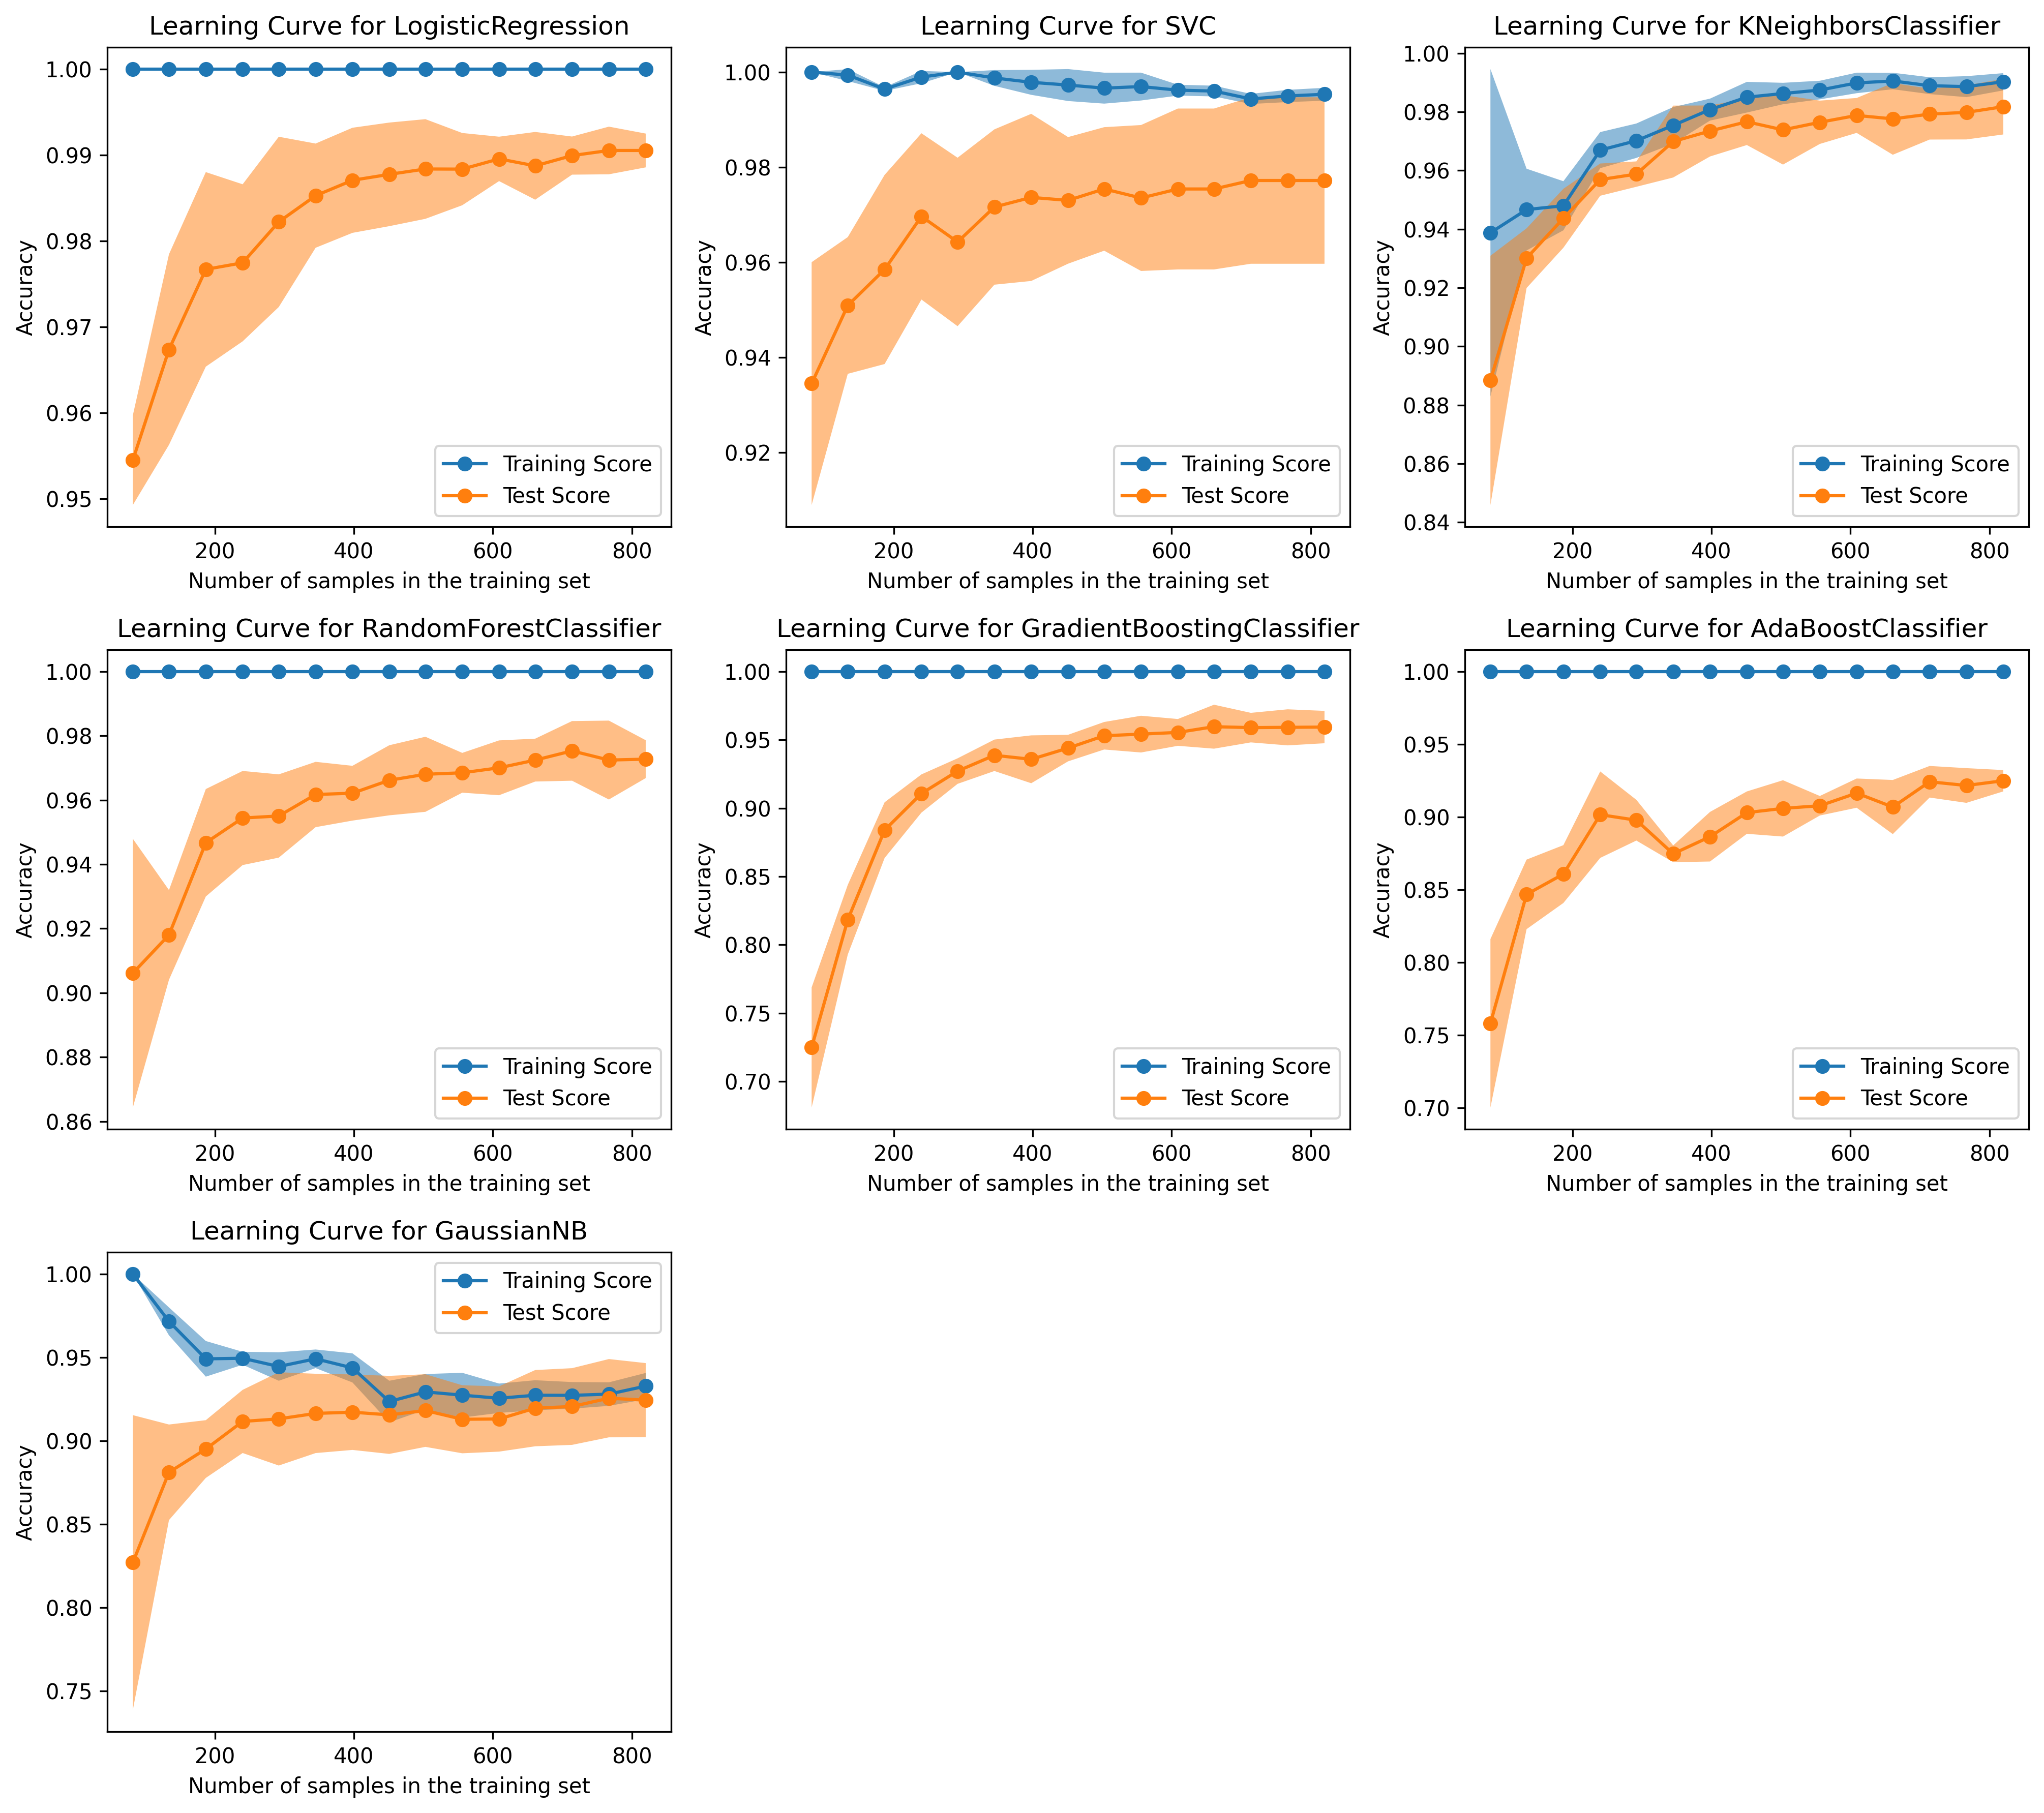 Learning Curve for LogisticRegression
Accuracy
1.00
0.99
0.98
0.97
0.96
0.95
Training Score
Test Score
200 400 600 800
Number of samples in the training set
Learning Curve for SVC
Accuracy
1.00
0.98
0.96
0.94
0.92
Training Score
Test Score
200 400 600 800
Number of samples in the training set
Learning Curve for KNeighborsClassifier
Accuracy
1.00
0.98
0.96
0.94
0.92
0.90
0.88
0.86
0.84
Training Score
Test Score
200 400 600 800
Number of samples in the training set
Learning Curve for RandomForestClassifier
Accuracy
1.00
0.98
0.96
0.94
0.92
0.90
0.88
0.86
Training Score
Test Score
200 400 600 800
Number of samples in the training set
Learning Curve for GradientBoostingClassifier
Accuracy
1.00
0.95
0.90
0.85
0.80
0.75
0.70
Training Score
Test Score
200 400 600 800
Number of samples in the training set
Learning Curve for AdaBoostClassifier
Accuracy
1.00
0.95
0.90
0.85
0.80
0.75
0.70
Training Score
Test Score
200 400 600 800
Number of samples in the training set
Learning Curve for GaussianNB
Accuracy
1.00
0.95
0.90
0.85
0.80
0.75
Training Score
Test Score
200 400 600 800
Number of samples in the training set